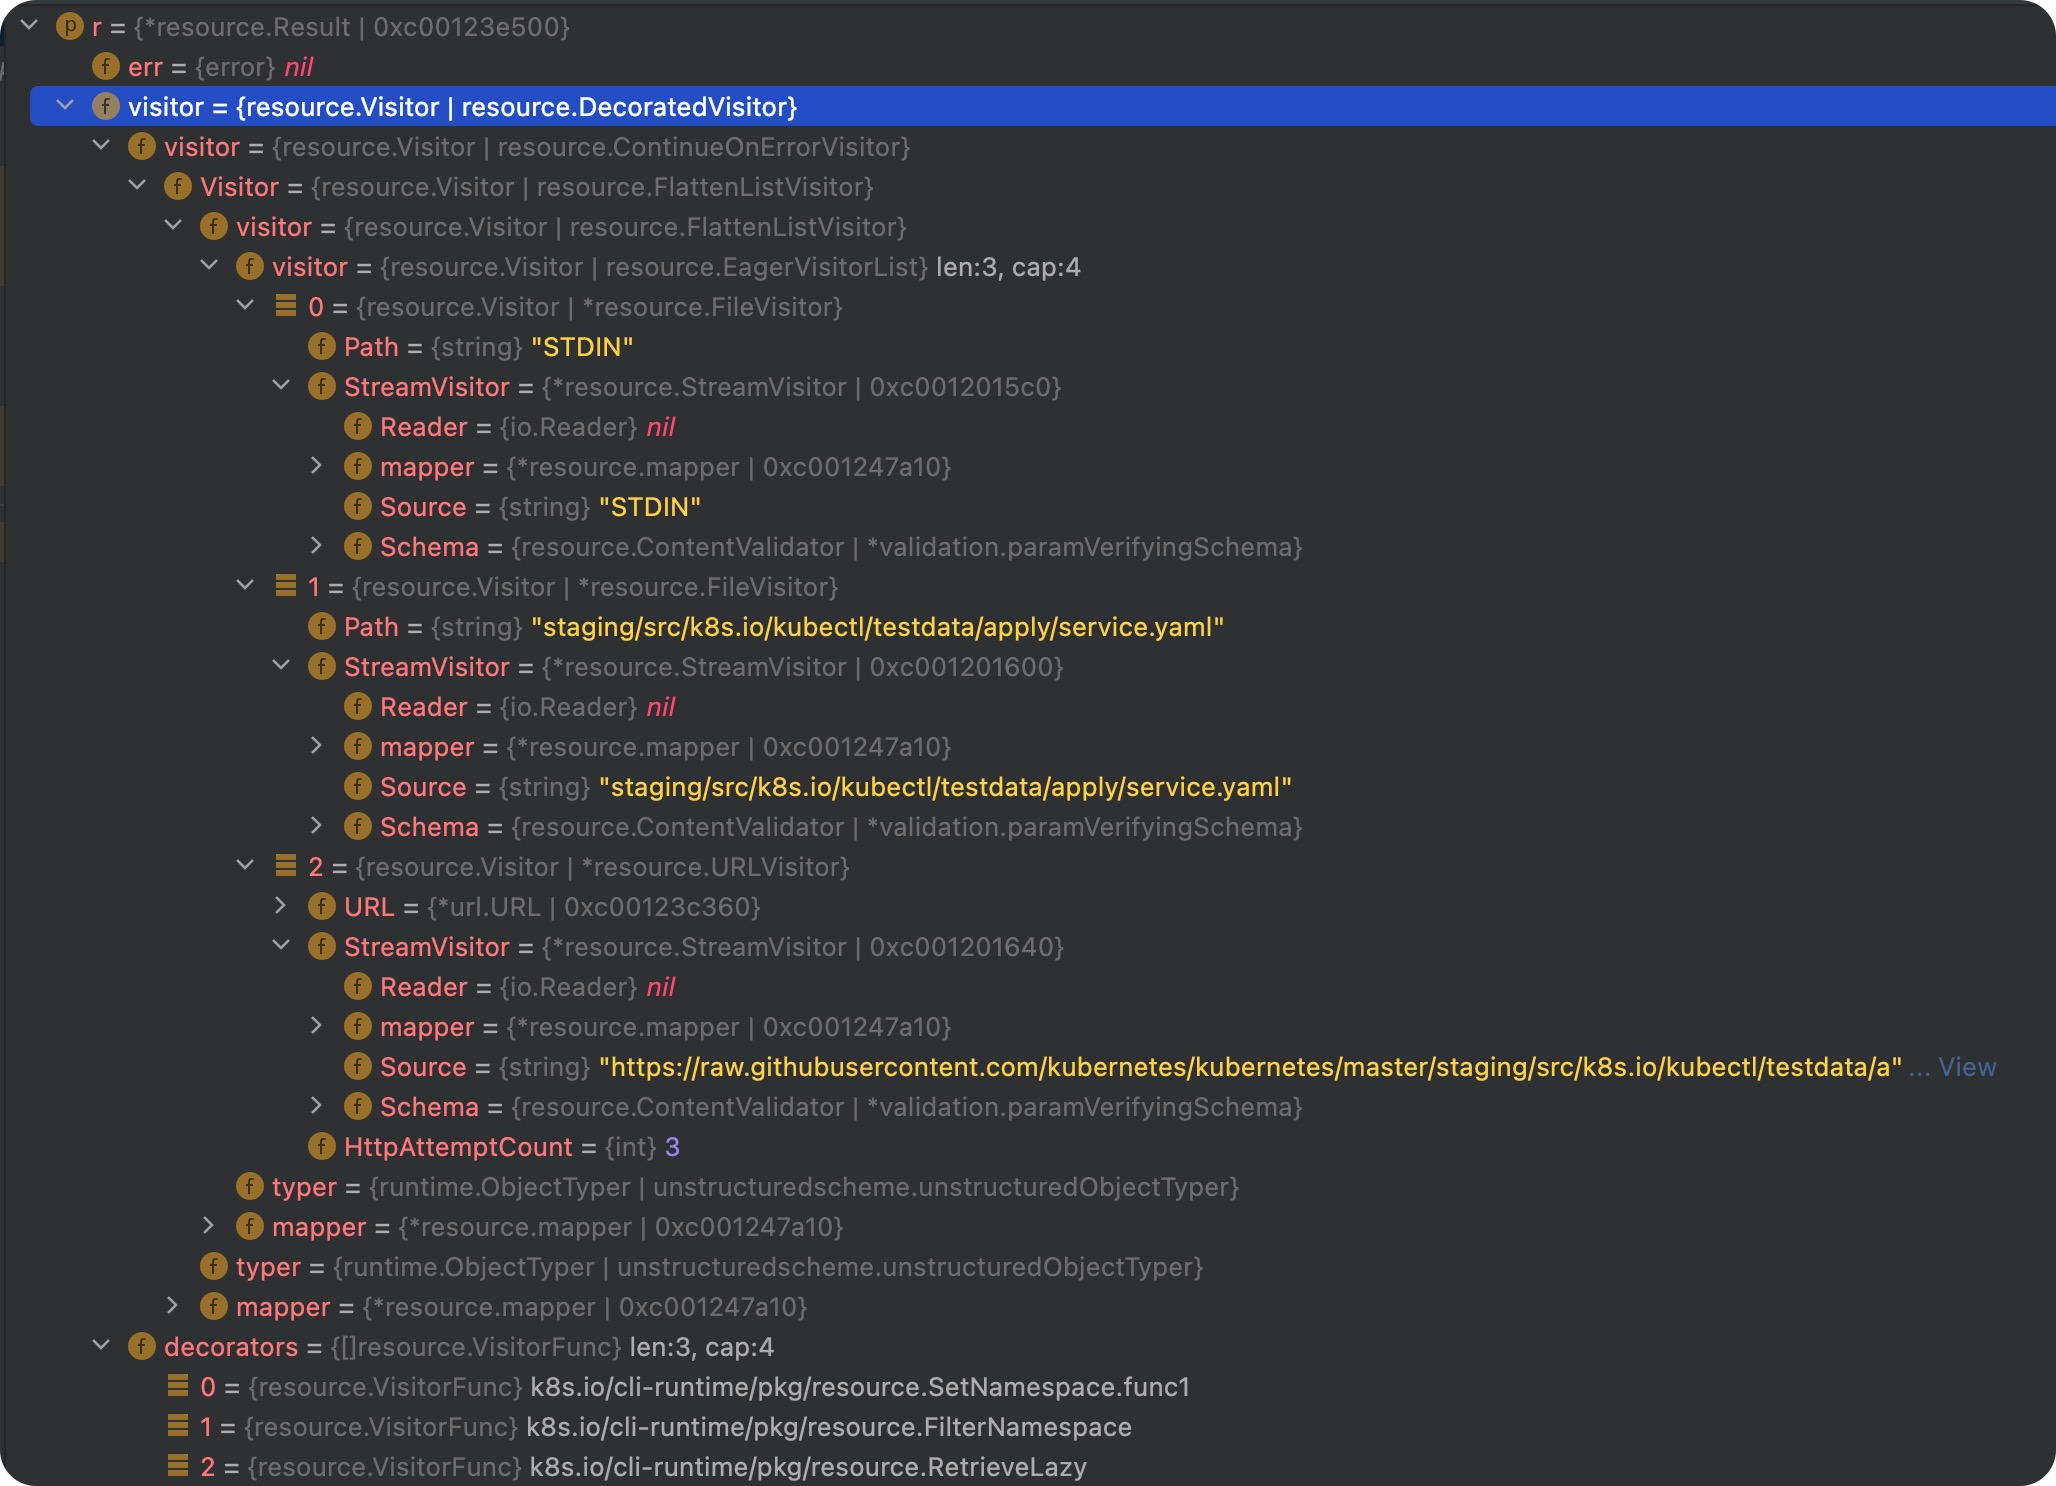 r = {*resource.Result | 0xc00123e500}
err = {error} nil
visitor = {resource.Visitor | resource.DecoratedVisitor}
visitor = {resource.Visitor | resource.ContinueOnErrorVisitor}
Visitor = {resource.Visitor | resource.FlattenListVisitor}
visitor = {resource.Visitor | resource.FlattenListVisitor}
visitor = {resource.Visitor | resource.EagerVisitorList} len:3, cap:4
0 = {resource.Visitor | *resource.FileVisitor}
Path = {string} "STDIN"
StreamVisitor = {*resource.StreamVisitor | 0xc0012015c0}
Reader = {io.Reader} nil
mapper = {*resource.mapper | 0xc001247a10}
Source = {string} "STDIN"
Schema = {resource.ContentValidator | *validation.paramVerifyingSchema}
1 = {resource.Visitor | *resource.FileVisitor}
Path = {string} "staging/src/k8s.io/kubectl/testdata/apply/service.yaml"
StreamVisitor = {*resource.StreamVisitor | 0xc001201600}
Reader = {io.Reader} nil
mapper = {*resource.mapper | 0xc001247a10}
Source = {string} "staging/src/k8s.io/kubectl/testdata/apply/service.yaml"
Schema = {resource.ContentValidator | *validation.paramVerifyingSchema}
2 = {resource.Visitor | *resource.URLVisitor}
URL = {*url.URL | 0xc00123c360}
StreamVisitor = {*resource.StreamVisitor | 0xc001201640}
Reader = {io.Reader} nil
mapper = {*resource.mapper | 0xc001247a10}
Source = {string} "https://raw.githubusercontent.com/kubernetes/kubernetes/master/staging/src/k8s.io/kubectl/testdata/a" ... View
Schema = {resource.ContentValidator | *validation.paramVerifyingSchema}
HttpAttemptCount = {int} 3
typer = {runtime.ObjectTyper | unstructuredscheme.unstructuredObjectTyper}
mapper = {*resource.mapper | 0xc001247a10}
typer = {runtime.ObjectTyper | unstructuredscheme.unstructuredObjectTyper}
mapper = {*resource.mapper | 0xc001247a10}
decorators = {[]resource.VisitorFunc} len:3, cap:4
0 = {resource.VisitorFunc} k8s.io/cli-runtime/pkg/resource.SetNamespace.func1
1 = {resource.VisitorFunc} k8s.io/cli-runtime/pkg/resource.FilterNamespace
2 = {resource.VisitorFunc} k8s.io/cli-runtime/pkg/resource.RetrieveLazy